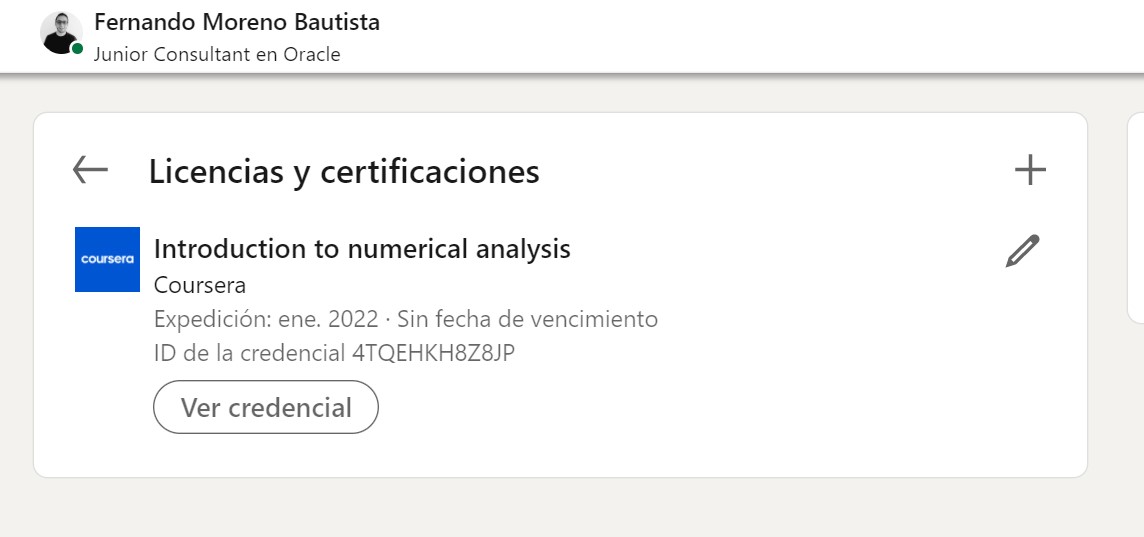 Fernando Moreno Bautista
Junior Consultant en Oracle
Licencias y certificaciones
coursera
Introduction to numerical analysis
Coursera
Expedición: ene. 2022 · Sin fecha de vencimiento
ID de la credencial 4TQEHKH8Z8JP
Ver credencial